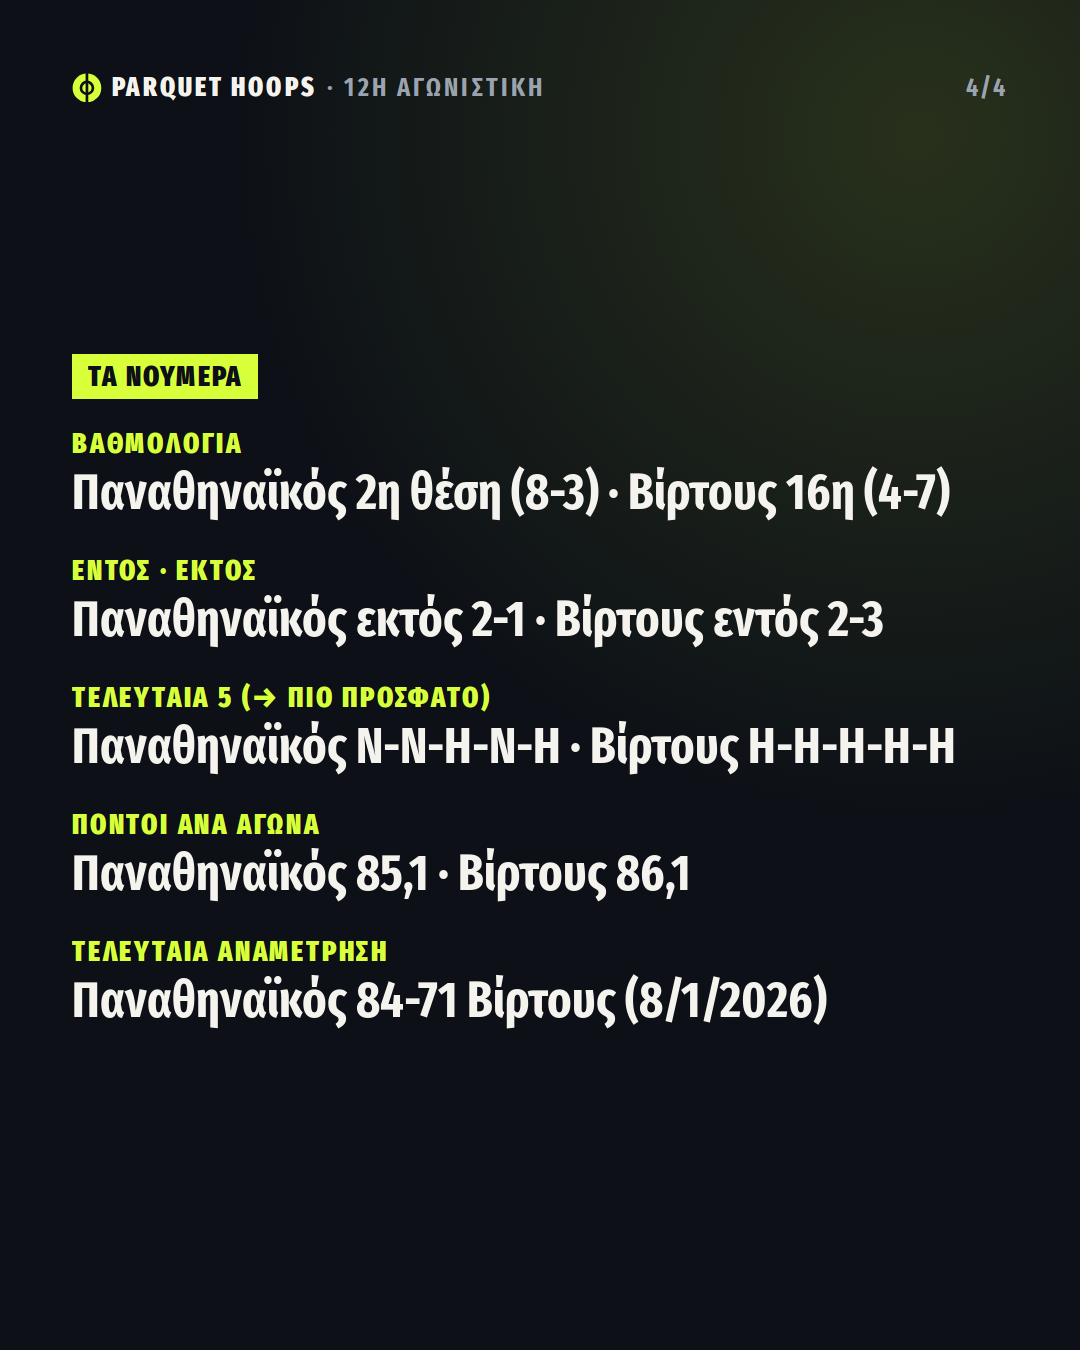 PARQUET HOOPS · 12Η ΑΓΩΝΙΣΤΙΚΗ
4/4
ΤΑ ΝΟΥΜΕΡΑ
ΒΑΘΜΟΛΟΓΙΑ
Παναθηναϊκός 2η θέση (8-3) · Βίρτους 16η (4-7)
ΕΝΤΟΣ · ΕΚΤΟΣ
Παναθηναϊκός εκτός 2-1 · Βίρτους εντός 2-3
ΤΕΛΕΥΤΑΙΑ 5 (→ ΠΙΟ ΠΡΟΣΦΑΤΟ)
Παναθηναϊκός Ν-Ν-Η-Ν-Η · Βίρτους Η-Η-Η-Η-Η
ΠΟΝΤΟΙ ΑΝΑ ΑΓΩΝΑ
Παναθηναϊκός 85,1 · Βίρτους 86,1
ΤΕΛΕΥΤΑΙΑ ΑΝΑΜΕΤΡΗΣΗ
Παναθηναϊκός 84-71 Βίρτους (8/1/2026)